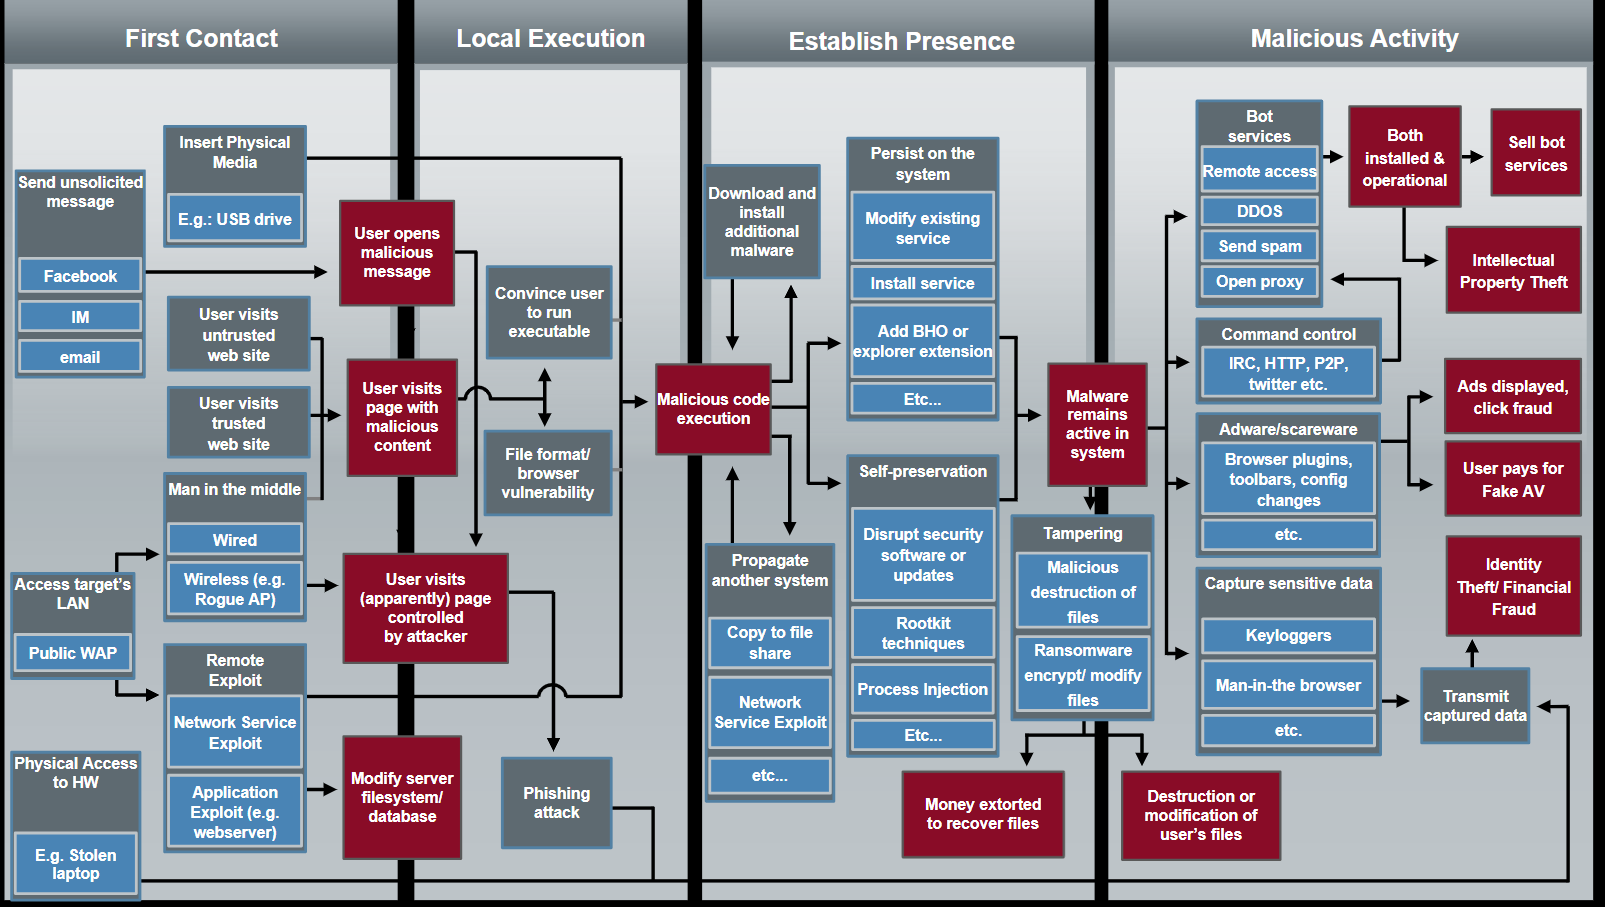 First Contact
Local Execution
Establish Presence
Malicious Activity
Send unsolicited
message
Facebook
IM
email
Insert Physical
Media
E.g.: USB drive
User visits
untrusted
web site
User visits
trusted
web site
Man in the middle
Wired
Wireless (e.g.
Rogue AP)
Access target's
LAN
Public WAP
Remote
Exploit
Network Service
Exploit
Application
Exploit (e.g.
webserver)
Physical Access
to HW
E.g. Stolen
laptop
User opens
malicious
message
User visits
page with
malicious
content
User visits
(apparently) page
controlled
by attacker
Modify server
filesystem/
database
Convince user
to run
executable
File format/
browser
vulnerability
Phishing
attack
Malicious code
execution
Download and
install
additional
malware
Propagate
another system
Copy to file
share
Network
Service Exploit
etc...
Persist on the
system
Modify existing
service
Install service
Add BHO or
explorer extension
Etc...
Self-preservation
Disrupt security
software or
updates
Rootkit
techniques
Process Injection
Etc...
Malware
remains
active in
system
Tampering
Malicious
destruction of
files
Ransomware
encrypt/ modify
files
Money extorted
to recover files
Destruction or
modification of
user's files
Bot
services
Remote access
DDOS
Send spam
Open proxy
Command control
IRC, HTTP, P2P,
twitter etc.
Adware/scareware
Browser plugins,
toolbars, config
changes
etc.
Capture sensitive data
Keyloggers
Man-in-the browser
etc.
Both
installed &
operational
Sell bot
services
Intellectual
Property Theft
Ads displayed,
click fraud
User pays for
Fake AV
Identity
Theft/ Financial
Fraud
Transmit
captured data